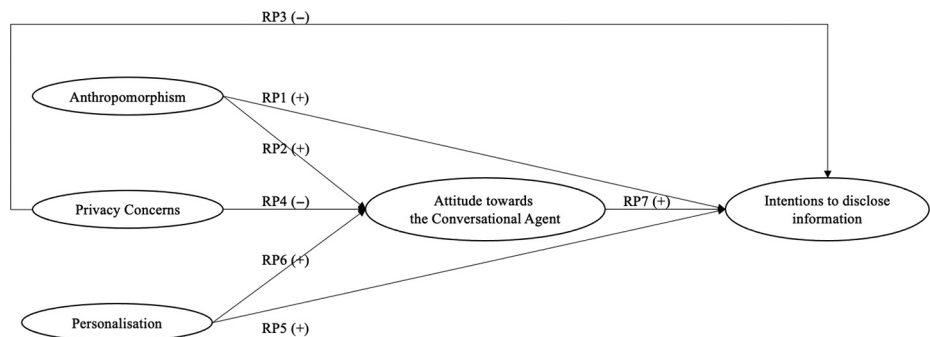 RP3 (–)
Anthropomorphism
RP1 (+)
RP2 (+)
Privacy Concerns
RP4 (–)
Attitude towards
the Conversational Agent
RP7 (+)
Intentions to disclose
information
RP6 (+)
Personalisation
RP5 (+)